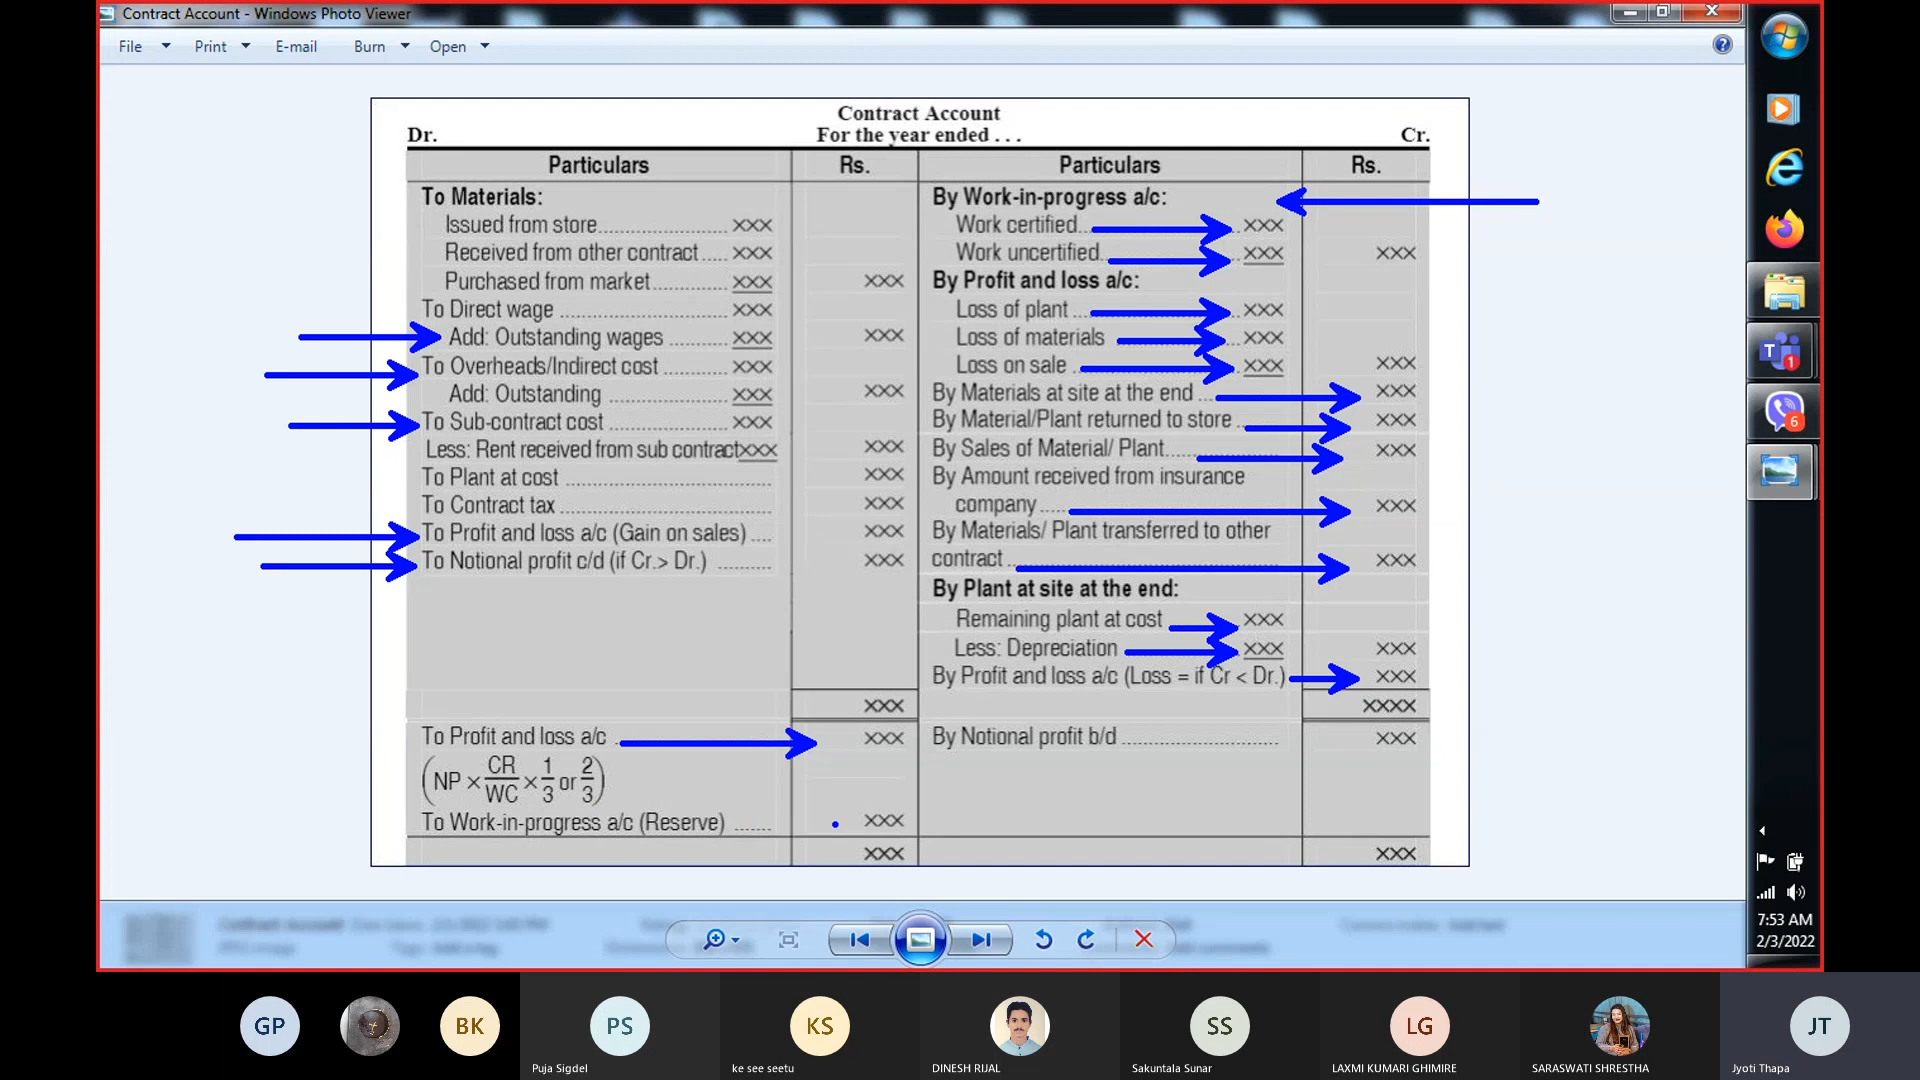 Contract Account - Windows Photo Viewer
File Print E-mail Burn Open
Contract Account
Dr. For the year ended . . . Cr.
Particulars Rs. Particulars Rs.
To Materials:
Issued from store.......................... XXX
Received from other contract ..... XXX
Purchased from market ............... XXX XXX
To Direct wage ................................. XXX
Add: Outstanding wages ............ XXX XXX
To Overheads/Indirect cost ............. XXX
Add: Outstanding ........................ XXX XXX
To Sub-contract cost ........................ XXX
Less: Rent received from sub contract XXX XXX
To Plant at cost ......................................... XXX
To Contract tax ........................................... XXX
To Profit and loss a/c (Gain on sales) .... XXX
To Notional profit c/d (if Cr.> Dr.) .......... XXX
XXX
To Profit and loss a/c XXX
(NP × CR/WC × 1/3 or 2/3)
To Work-in-progress a/c (Reserve) ....... XXX
XXX
By Work-in-progress a/c:
Work certified.. XXX
Work uncertified.. XXX XXX
By Profit and loss a/c:
Loss of plant ... XXX
Loss of materials XXX
Loss on sale .. XXX XXX
By Materials at site at the end ... XXX
By Material/Plant returned to store .. XXX
By Sales of Material/ Plant...... XXX
By Amount received from insurance
company ..... XXX
By Materials/ Plant transferred to other
contract .. XXX
By Plant at site at the end:
Remaining plant at cost XXX
Less: Depreciation XXX XXX
By Profit and loss a/c (Loss = if Cr < Dr.) XXX
XXXX
By Notional profit b/d ............................. XXX
XXX
1
6
7:53 AM
2/3/2022
GP
BK
PS
KS
SS
LG
JT
Puja Sigdel
ke see seetu
DINESH RIJAL
Sakuntala Sunar
LAXMI KUMARI GHIMIRE
SARASWATI SHRESTHA
Jyoti Thapa